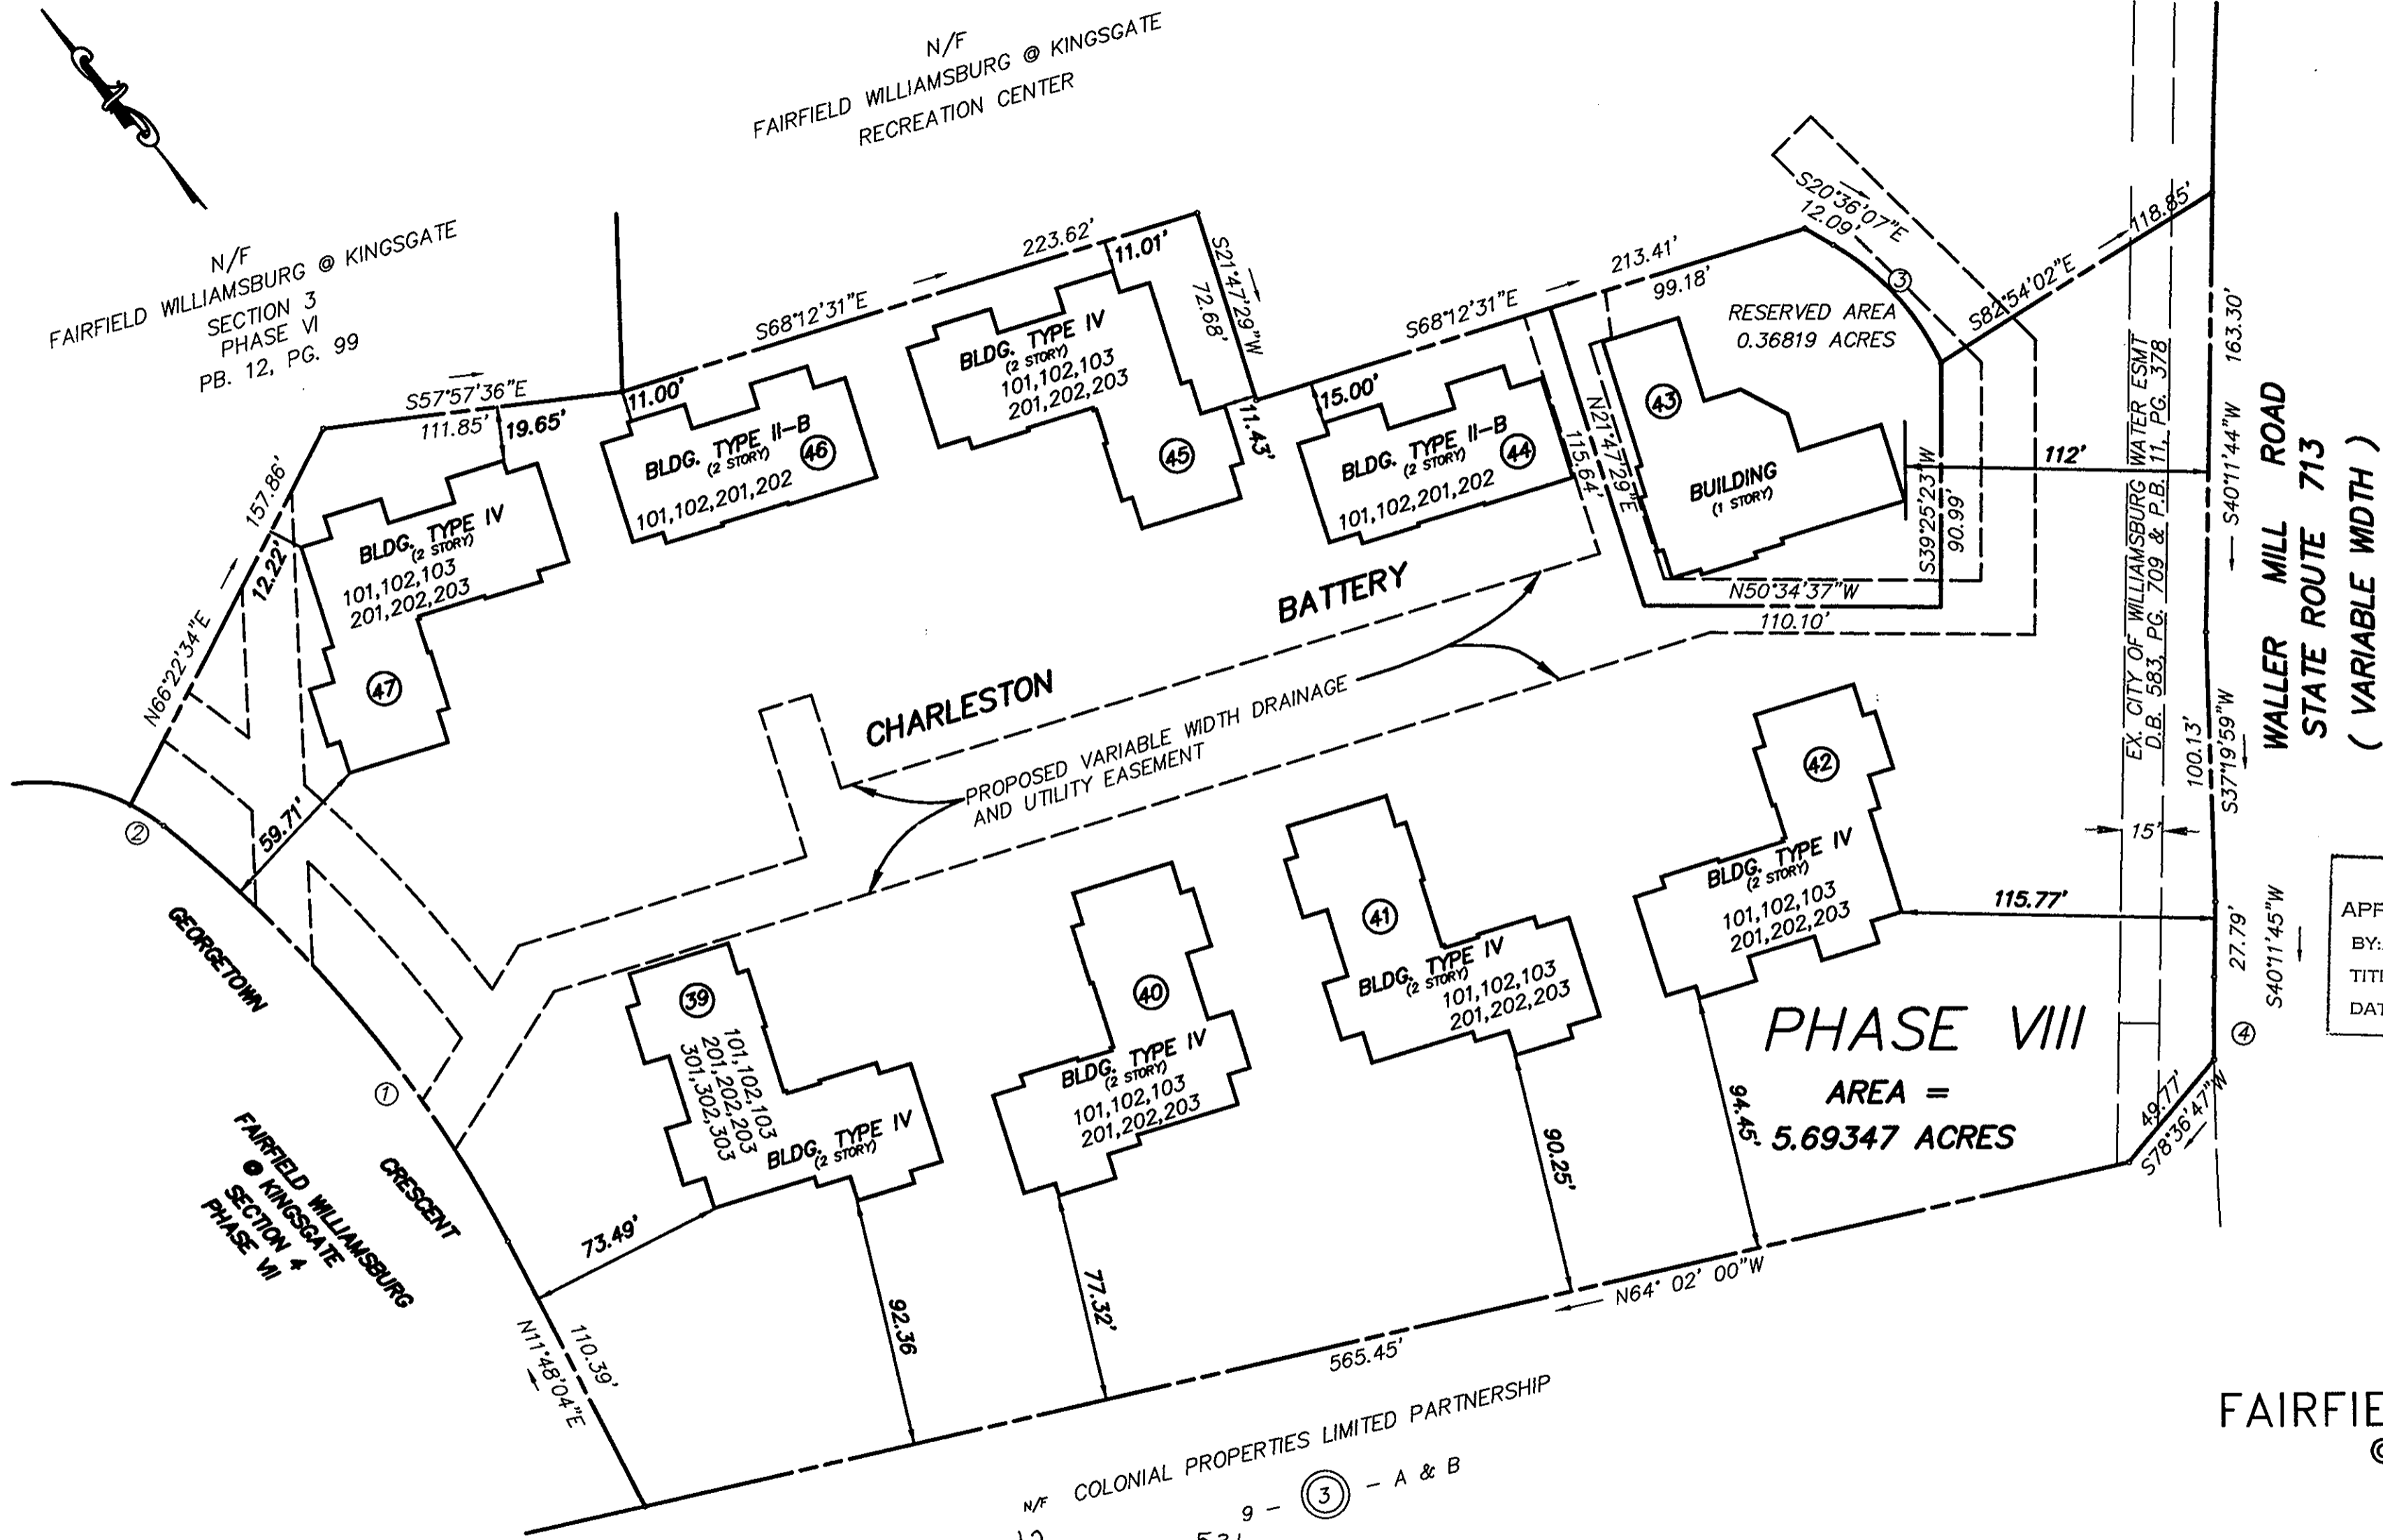 N/F
FAIRFIELD WILLIAMSBURG @ KINGSGATE
RECREATION CENTER
N/F
FAIRFIELD WILLIAMSBURG @ KINGSGATE
SECTION 3
PHASE VI
PB. 12, PG. 99
S57°57'36"E
111.85'
19.65'
157.86'
12.22'
N66°22'34"E
59.71'
BLDG. TYPE IV
(2 STORY)
101,102,103
201,202,203
47
11.00'
BLDG. TYPE II-B
(2 STORY)
46
101,102,201,202
S68°12'31"E
223.62'
11.01'
BLDG. TYPE IV
(2 STORY)
101,102,103
201,202,203
45
S21°47'29"W
72.68'
11.43'
S68°12'31"E
213.41'
99.18'
15.00'
BLDG. TYPE II-B
(2 STORY)
44
101,102,201,202
N21°47'29"E
115.64'
43
BUILDING
(1 STORY)
RESERVED AREA
0.36819 ACRES
S20°36'07"E
12.09'
3
S82°54'02"E
118.85'
S39°25'23"W
90.99'
N50°34'37"W
110.10'
112'
EX. CITY OF WILLIAMSBURG WATER ESMT
D.B. 583, PG. 709 & P.B. 11, PG. 378
163.30'
S40°11'44"W
WALLER MILL ROAD
STATE ROUTE 713
( VARIABLE WIDTH )
100.13'
S37°19'59"W
15'
27.79'
S40°11'45"W
4
49.77'
S78°36'47"W
CHARLESTON BATTERY
PROPOSED VARIABLE WIDTH DRAINAGE
AND UTILITY EASEMENT
2
GEORGETOWN
1
CRESCENT
FAIRFIELD WILLIAMSBURG
@ KINGSGATE
SECTION 4
PHASE VII
39
101,102,103
201,202,203
301,302,303
BLDG. TYPE IV
(2 STORY)
73.49'
92.36
40
BLDG. TYPE IV
(2 STORY)
101,102,103
201,202,203
77.32'
41
BLDG. TYPE IV
(2 STORY)
101,102,103
201,202,203
90.25'
42
BLDG. TYPE IV
(2 STORY)
101,102,103
201,202,203
115.77'
94.45'
PHASE VIII
AREA =
5.69347 ACRES
N64° 02' 00"W
565.45'
N11°48'04"E
110.39'
N/F COLONIAL PROPERTIES LIMITED PARTNERSHIP
9 - 3 - A & B
APP
BY:
TIT
DAT
FAIRFIE